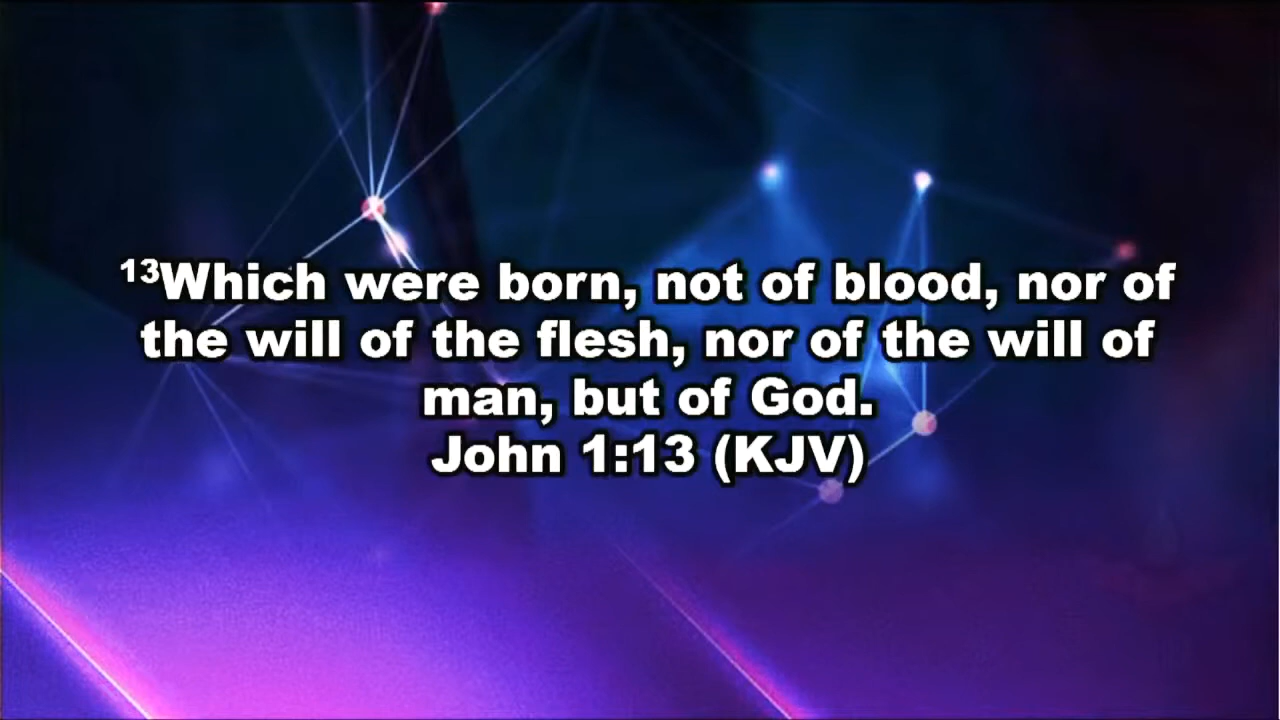 ¹³Which were born, not of blood, nor of
the will of the flesh, nor of the will of
man, but of God.
John 1:13 (KJV)